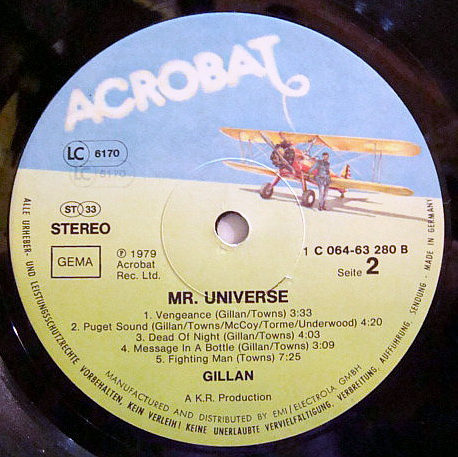 ACROBAT
LC 6170
ST 33
STEREO
GEMA
℗ 1979
Acrobat
Rec. Ltd.
1 C 064-63 280 B
Seite 2
MR. UNIVERSE
1. Vengeance (Gillan/Towns) 3:33
2. Puget Sound (Gillan/Towns/McCoy/Torme/Underwood) 4:20
3. Dead Of Night (Gillan/Towns) 4:03
4. Message In A Bottle (Gillan/Towns) 3:09
5. Fighting Man (Towns) 7:25
GILLAN
A K.R. Production
MANUFACTURED AND DISTRIBUTED BY EMI/ELECTROLA GMBH
ALLE URHEBER- UND LEISTUNGSSCHUTZRECHTE VORBEHALTEN, KEIN VERLEIH! KEINE UNERLAUBTE VERVIELFÄLTIGUNG, VERBREITUNG, AUFFÜHRUNG, SENDUNG · MADE IN GERMANY